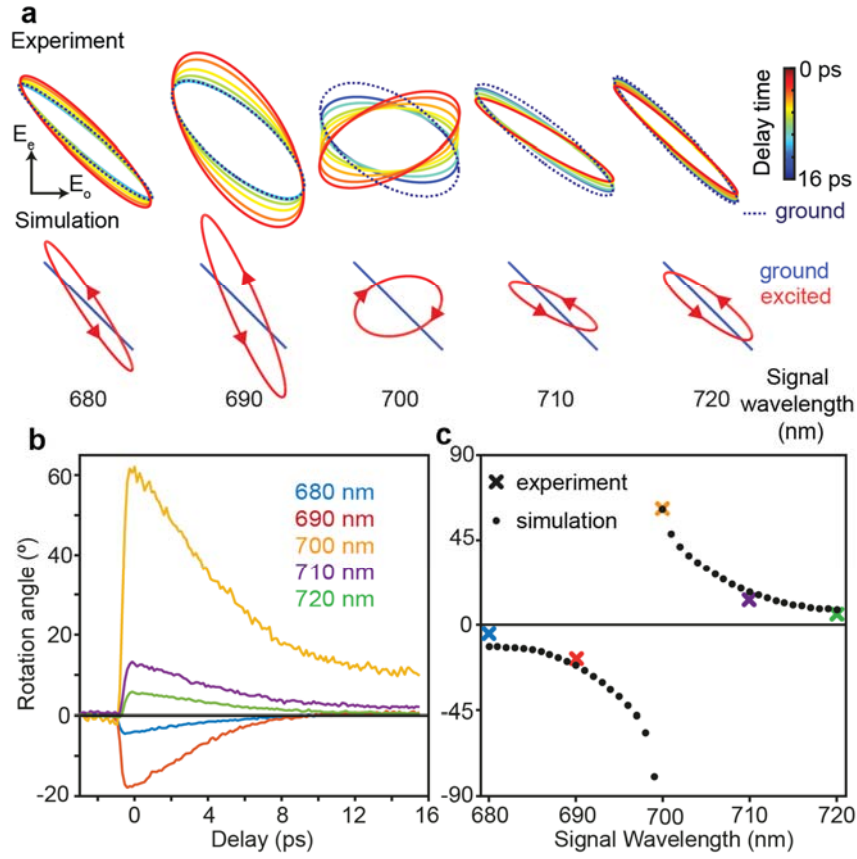 a
Experiment
0 ps
Delay time
16 ps
ground
E_e
E_o
Simulation
ground
excited
680 690 700 710 720
Signal wavelength (nm)
b
60
40
20
0
-20
Rotation angle (º)
680 nm
690 nm
700 nm
710 nm
720 nm
0 4 8 12 16
Delay (ps)
c
90
45
0
-45
-90
experiment
simulation
680 690 700 710 720
Signal Wavelength (nm)